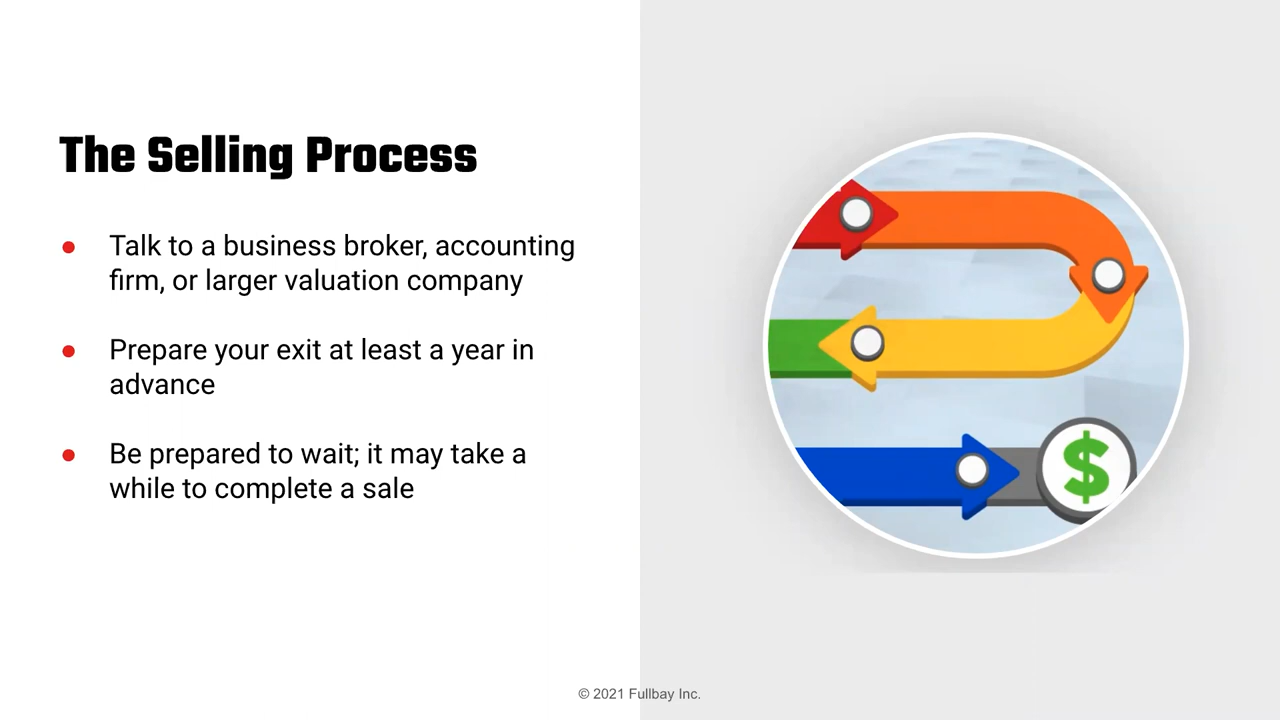 The Selling Process
● Talk to a business broker, accounting
firm, or larger valuation company
● Prepare your exit at least a year in
advance
● Be prepared to wait; it may take a
while to complete a sale
$
© 2021 Fullbay Inc.